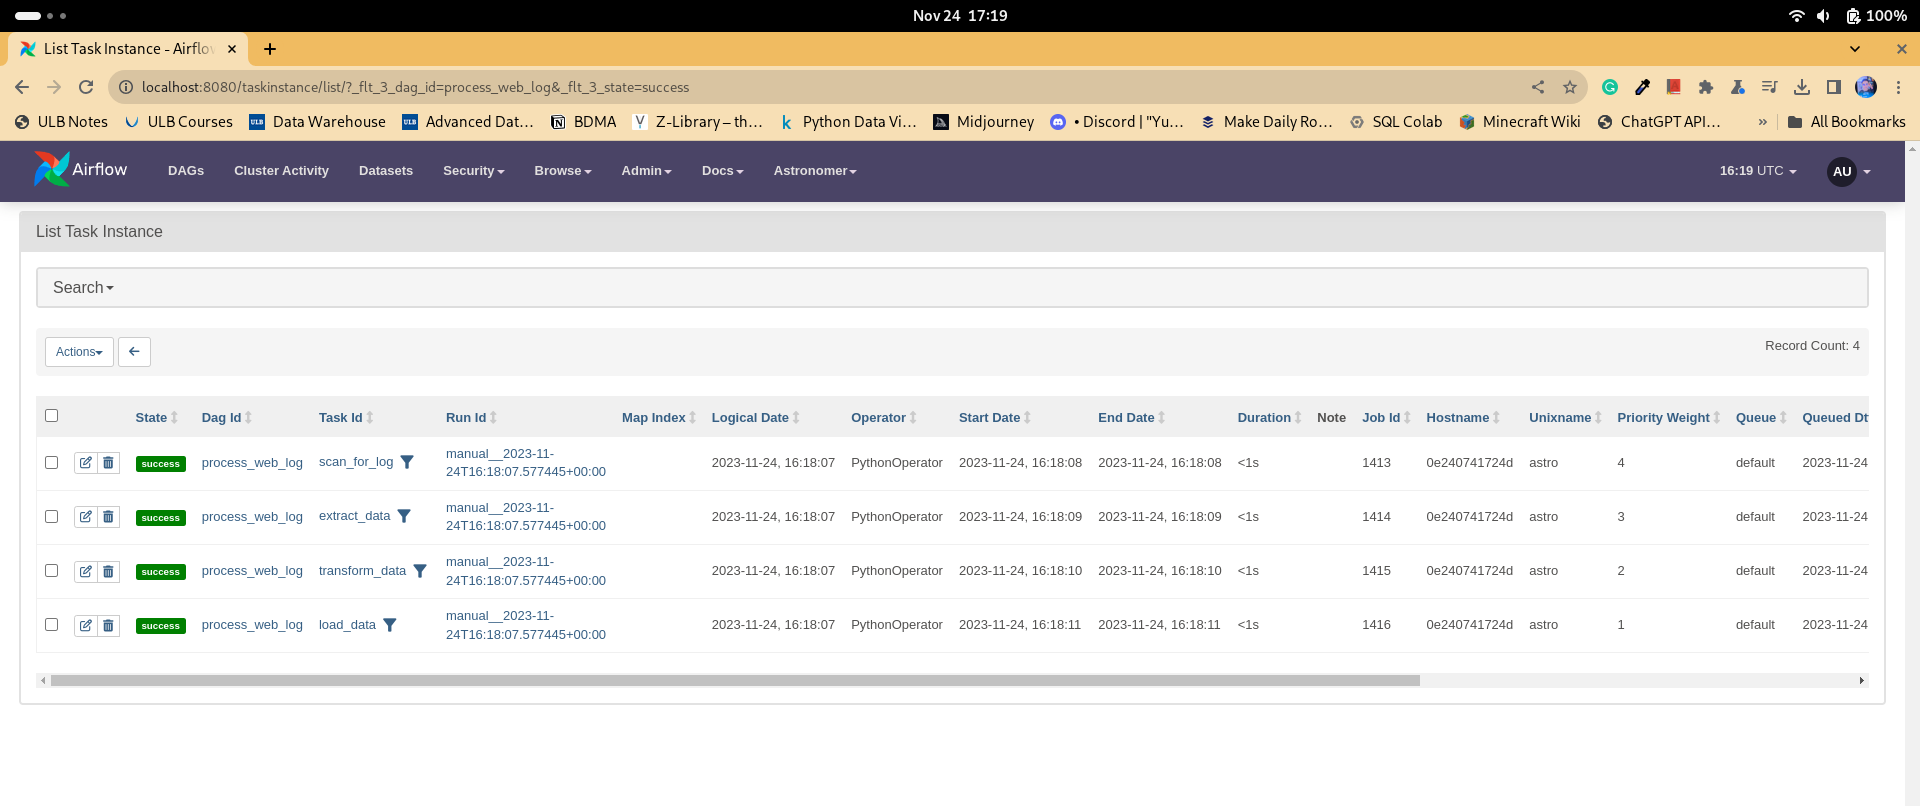 Nov 24 17:19
100%
List Task Instance - Airflow
localhost:8080/taskinstance/list/?_flt_3_dag_id=process_web_log&_flt_3_state=success
ULB Notes ULB Courses ULB Data Warehouse ULB Advanced Dat… BDMA Z-Library – th… Python Data Vi… Midjourney • Discord | "Yu… Make Daily Ro… SQL Colab Minecraft Wiki ChatGPT API… » All Bookmarks
Airflow DAGs Cluster Activity Datasets Security Browse Admin Docs Astronomer 16:19 UTC AU
List Task Instance
Search
Actions
Record Count: 4
State Dag Id Task Id Run Id Map Index Logical Date Operator Start Date End Date Duration Note Job Id Hostname Unixname Priority Weight Queue Queued Dt
success process_web_log scan_for_log manual__2023-11-24T16:18:07.577445+00:00 2023-11-24, 16:18:07 PythonOperator 2023-11-24, 16:18:08 2023-11-24, 16:18:08 <1s 1413 0e240741724d astro 4 default 2023-11-24
success process_web_log extract_data manual__2023-11-24T16:18:07.577445+00:00 2023-11-24, 16:18:07 PythonOperator 2023-11-24, 16:18:09 2023-11-24, 16:18:09 <1s 1414 0e240741724d astro 3 default 2023-11-24
success process_web_log transform_data manual__2023-11-24T16:18:07.577445+00:00 2023-11-24, 16:18:07 PythonOperator 2023-11-24, 16:18:10 2023-11-24, 16:18:10 <1s 1415 0e240741724d astro 2 default 2023-11-24
success process_web_log load_data manual__2023-11-24T16:18:07.577445+00:00 2023-11-24, 16:18:07 PythonOperator 2023-11-24, 16:18:11 2023-11-24, 16:18:11 <1s 1416 0e240741724d astro 1 default 2023-11-24